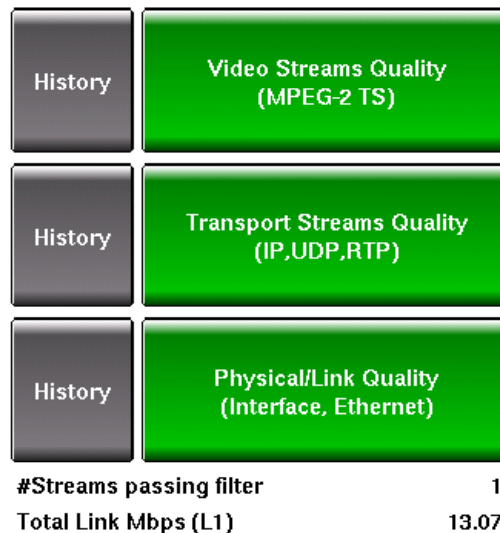 History
Video Streams Quality
(MPEG-2 TS)
History
Transport Streams Quality
(IP,UDP,RTP)
History
Physical/Link Quality
(Interface, Ethernet)
#Streams passing filter 1
Total Link Mbps (L1) 13.07